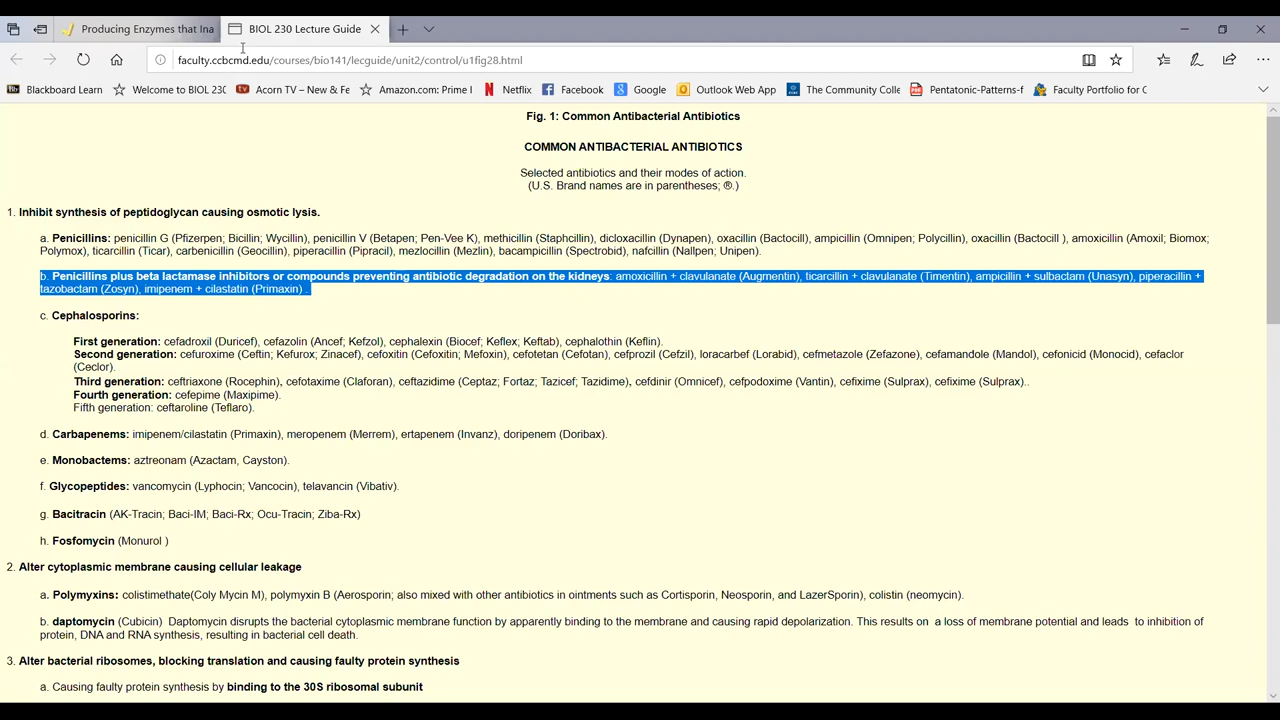 Producing Enzymes that Ina
BIOL 230 Lecture Guide
faculty.ccbcmd.edu/courses/bio141/lecguide/unit2/control/u1fig28.html
Blackboard Learn
Welcome to BIOL 230
Acorn TV – New & Fe
Amazon.com: Prime I
Netflix
Facebook
Google
Outlook Web App
The Community Colle
Pentatonic-Patterns-f
Faculty Portfolio for C
Fig. 1: Common Antibacterial Antibiotics
COMMON ANTIBACTERIAL ANTIBIOTICS
Selected antibiotics and their modes of action.
(U.S. Brand names are in parentheses; ®.)
1. Inhibit synthesis of peptidoglycan causing osmotic lysis.
a. Penicillins: penicillin G (Pfizerpen; Bicillin; Wycillin), penicillin V (Betapen; Pen-Vee K), methicillin (Staphcillin), dicloxacillin (Dynapen), oxacillin (Bactocill), ampicillin (Omnipen; Polycillin), oxacillin (Bactocill ), amoxicillin (Amoxil; Biomox;
Polymox), ticarcillin (Ticar), carbenicillin (Geocillin), piperacillin (Pipracil), mezlocillin (Mezlin), bacampicillin (Spectrobid), nafcillin (Nallpen; Unipen).
b. Penicillins plus beta lactamase inhibitors or compounds preventing antibiotic degradation on the kidneys: amoxicillin + clavulanate (Augmentin), ticarcillin + clavulanate (Timentin), ampicillin + sulbactam (Unasyn), piperacillin +
tazobactam (Zosyn), imipenem + cilastatin (Primaxin) .
c. Cephalosporins:
First generation: cefadroxil (Duricef), cefazolin (Ancef; Kefzol), cephalexin (Biocef; Keflex; Keftab), cephalothin (Keflin).
Second generation: cefuroxime (Ceftin; Kefurox; Zinacef), cefoxitin (Cefoxitin; Mefoxin), cefotetan (Cefotan), cefprozil (Cefzil), loracarbef (Lorabid), cefmetazole (Zefazone), cefamandole (Mandol), cefonicid (Monocid), cefaclor
(Ceclor).
Third generation: ceftriaxone (Rocephin), cefotaxime (Claforan), ceftazidime (Ceptaz; Fortaz; Tazicef; Tazidime), cefdinir (Omnicef), cefpodoxime (Vantin), cefixime (Sulprax), cefixime (Sulprax)..
Fourth generation: cefepime (Maxipime).
Fifth generation: ceftaroline (Teflaro).
d. Carbapenems: imipenem/cilastatin (Primaxin), meropenem (Merrem), ertapenem (Invanz), doripenem (Doribax).
e. Monobactems: aztreonam (Azactam, Cayston).
f. Glycopeptides: vancomycin (Lyphocin; Vancocin), telavancin (Vibativ).
g. Bacitracin (AK-Tracin; Baci-IM; Baci-Rx; Ocu-Tracin; Ziba-Rx)
h. Fosfomycin (Monurol )
2. Alter cytoplasmic membrane causing cellular leakage
a. Polymyxins: colistimethate(Coly Mycin M), polymyxin B (Aerosporin; also mixed with other antibiotics in ointments such as Cortisporin, Neosporin, and LazerSporin), colistin (neomycin).
b. daptomycin (Cubicin) Daptomycin disrupts the bacterial cytoplasmic membrane function by apparently binding to the membrane and causing rapid depolarization. This results on a loss of membrane potential and leads to inhibition of
protein, DNA and RNA synthesis, resulting in bacterial cell death.
3. Alter bacterial ribosomes, blocking translation and causing faulty protein synthesis
a. Causing faulty protein synthesis by binding to the 30S ribosomal subunit